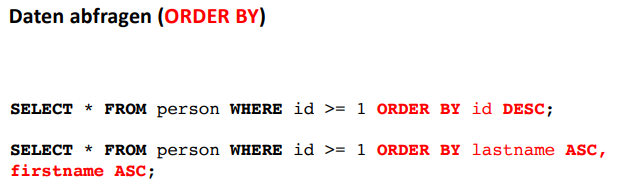 Daten abfragen (ORDER BY)
SELECT * FROM person WHERE id >= 1 ORDER BY id DESC;
SELECT * FROM person WHERE id >= 1 ORDER BY lastname ASC,
firstname ASC;